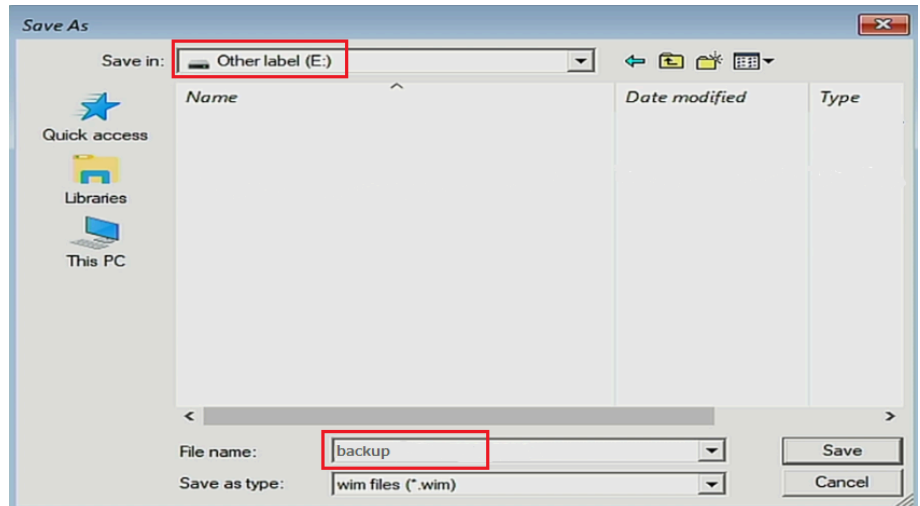 Save As
Save in: Other label (E:)
Name Date modified Type
Quick access
Libraries
This PC
File name: backup Save
Save as type: wim files (*.wim) Cancel